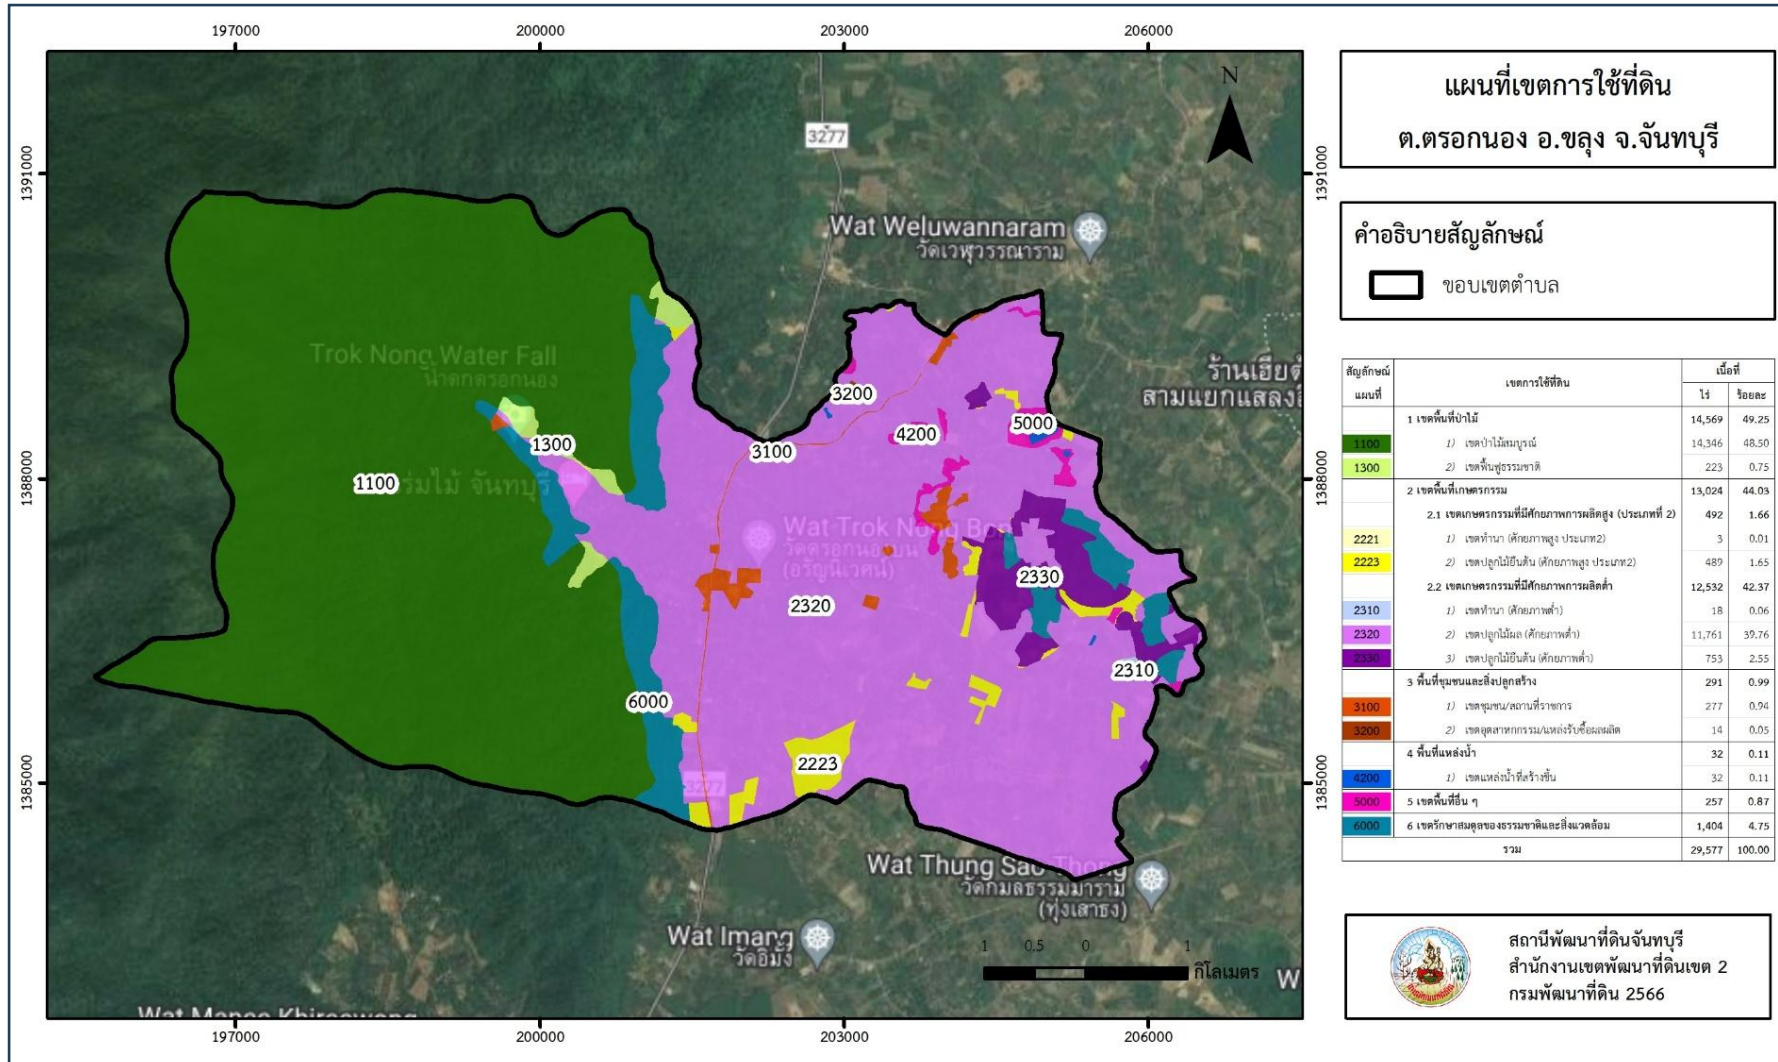 197000
200000
203000
206000
1391000
1388000
1385000
1391000
1388000
1385000
197000
200000
203000
206000
N
3277
Wat Weluwannaram
วัดเวฬุวรรณาราม
Trok Nong Water Fall
น้ำตกตรอกนอง
ร่มไม้ จันทบุรี
Wat Trok Nong Bon
วัดตรอกนองบน
(อรัญนิเวศน์)
3277
Wat Thung Sao Thong
วัดกมลธรรมมาราม
(ทุ่งเสาธง)
Wat Imang
วัดอิมัง
สามแยกแสลง
1100
1300
3100
3200
4200
5000
2330
2320
2310
6000
2223
1 0.5 0 1
กิโลเมตร
แผนที่เขตการใช้ที่ดิน
ต.ตรอกนอง อ.ขลุง จ.จันทบุรี
คำอธิบายสัญลักษณ์
ขอบเขตตำบล
สัญลักษณ์แผนที่ เขตการใช้ที่ดิน เนื้อที่
ไร่ ร้อยละ
1 เขตพื้นที่ป่าไม้ 14,569 49.25
1100 1) เขตป่าไม้สมบูรณ์ 14,346 48.50
1300 2) เขตฟื้นฟูธรรมชาติ 223 0.75
2 เขตพื้นที่เกษตรกรรม 13,024 44.03
2.1 เขตเกษตรกรรมที่มีศักยภาพการผลิตสูง (ประเภทที่ 2) 492 1.66
2221 1) เขตทำนา (ศักยภาพสูง ประเภท2) 3 0.01
2223 2) เขตปลูกไม้ยืนต้น (ศักยภาพสูง ประเภท2) 489 1.65
2.2 เขตเกษตรกรรมที่มีศักยภาพการผลิตต่ำ 12,532 42.37
2310 1) เขตทำนา (ศักยภาพต่ำ) 18 0.06
2320 2) เขตปลูกไม้ผล (ศักยภาพต่ำ) 11,761 39.76
2330 3) เขตปลูกไม้ยืนต้น (ศักยภาพต่ำ) 753 2.55
3 พื้นที่ชุมชนและสิ่งปลูกสร้าง 291 0.99
3100 1) เขตชุมชน/สถานที่ราชการ 277 0.94
3200 2) เขตอุตสาหกรรม/แหล่งรับซื้อผลผลิต 14 0.05
4 พื้นที่แหล่งน้ำ 32 0.11
4200 1) เขตแหล่งน้ำที่สร้างขึ้น 32 0.11
5000 5 เขตพื้นที่อื่น ๆ 257 0.87
6000 6 เขตรักษาสมดุลของธรรมชาติและสิ่งแวดล้อม 1,404 4.75
รวม 29,577 100.00
สถานีพัฒนาที่ดินจันทบุรี
สำนักงานเขตพัฒนาที่ดินเขต 2
กรมพัฒนาที่ดิน 2566